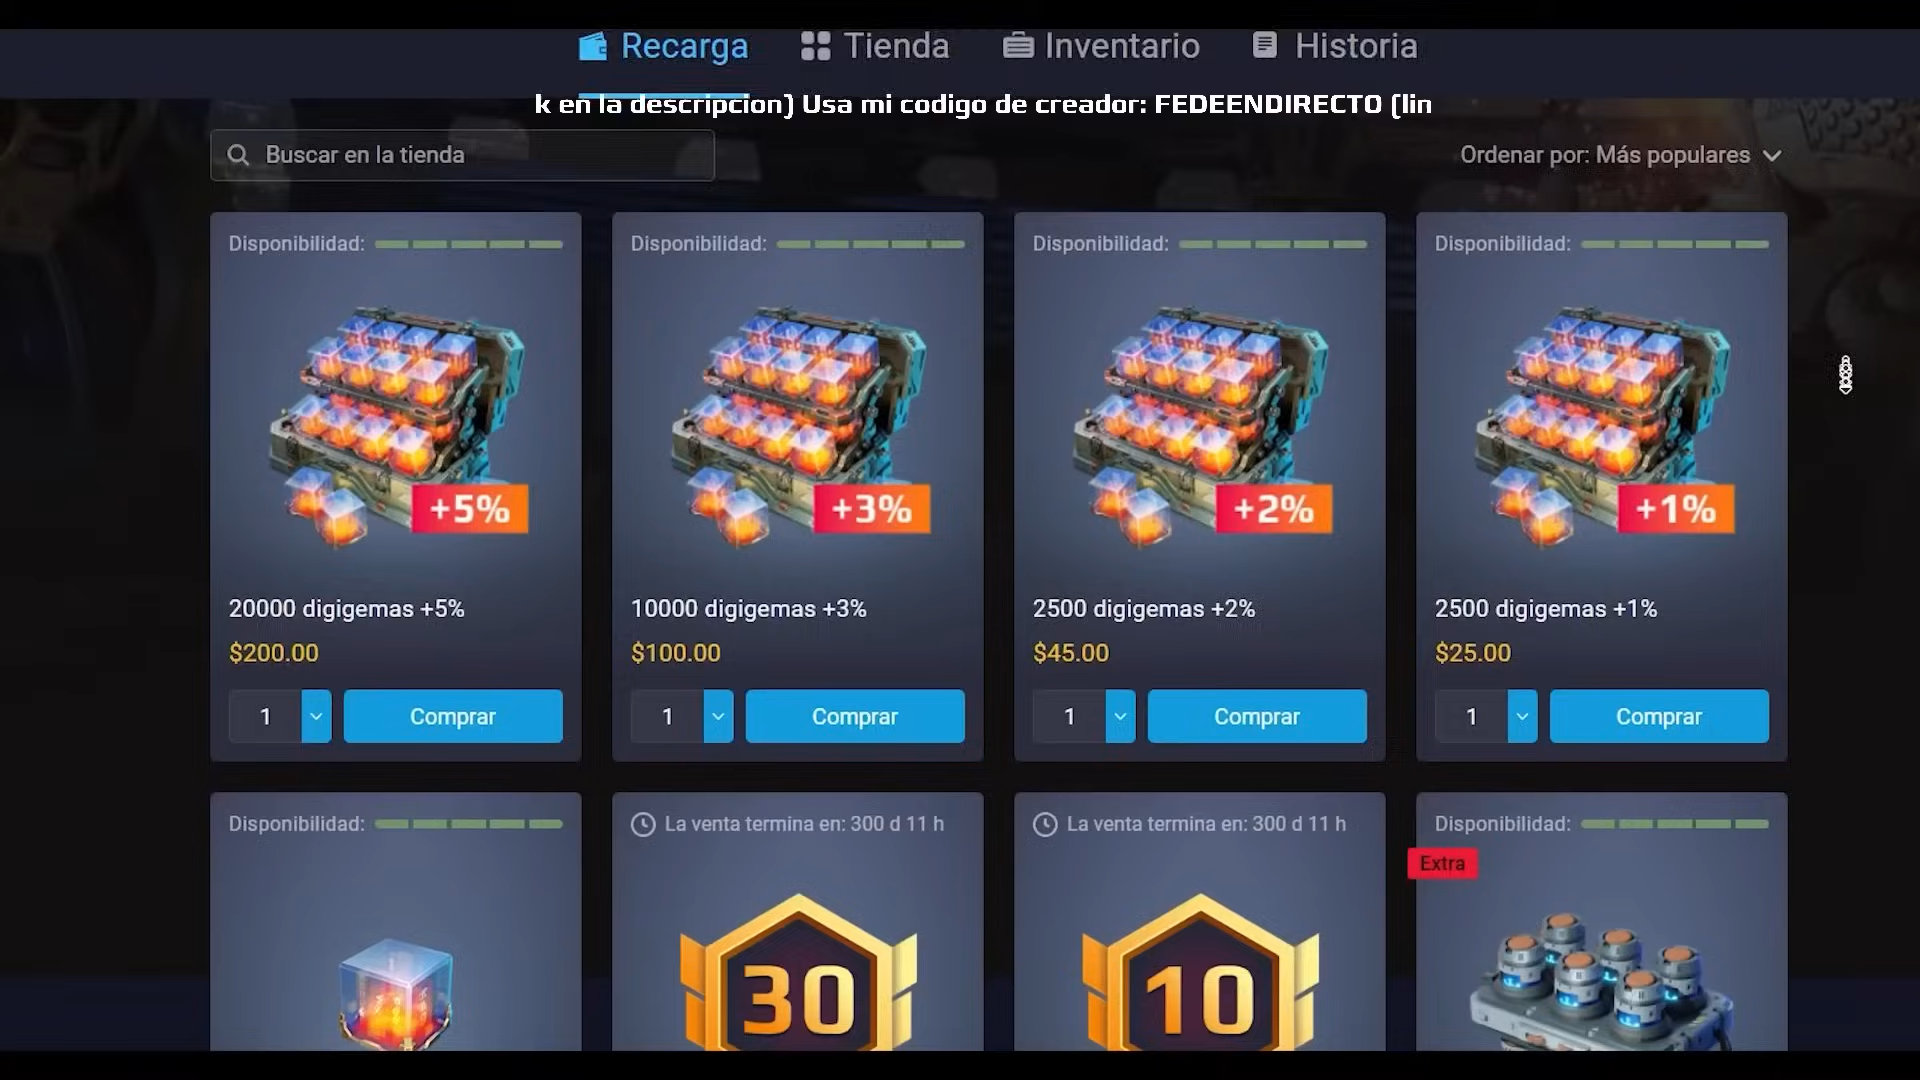 Recarga
Tienda
Inventario
Historia
k en la descripcion) Usa mi codigo de creador: FEDEENDIRECTO (lin
Buscar en la tienda
Ordenar por: Más populares
Disponibilidad:
Disponibilidad:
Disponibilidad:
Disponibilidad:
+5%
+3%
+2%
+1%
20000 digigemas +5%
10000 digigemas +3%
2500 digigemas +2%
2500 digigemas +1%
$200.00
$100.00
$45.00
$25.00
1
Comprar
1
Comprar
1
Comprar
1
Comprar
Disponibilidad:
La venta termina en: 300 d 11 h
La venta termina en: 300 d 11 h
Disponibilidad:
Extra
30
10